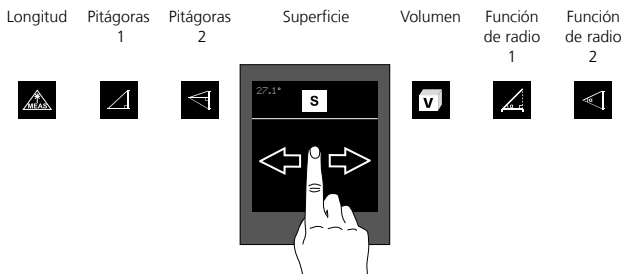 Longitud
Pitágoras
1
Pitágoras
2
Superficie
Volumen
Función
de radio
1
Función
de radio
2
MEAS
27.1°
S
V
α
α